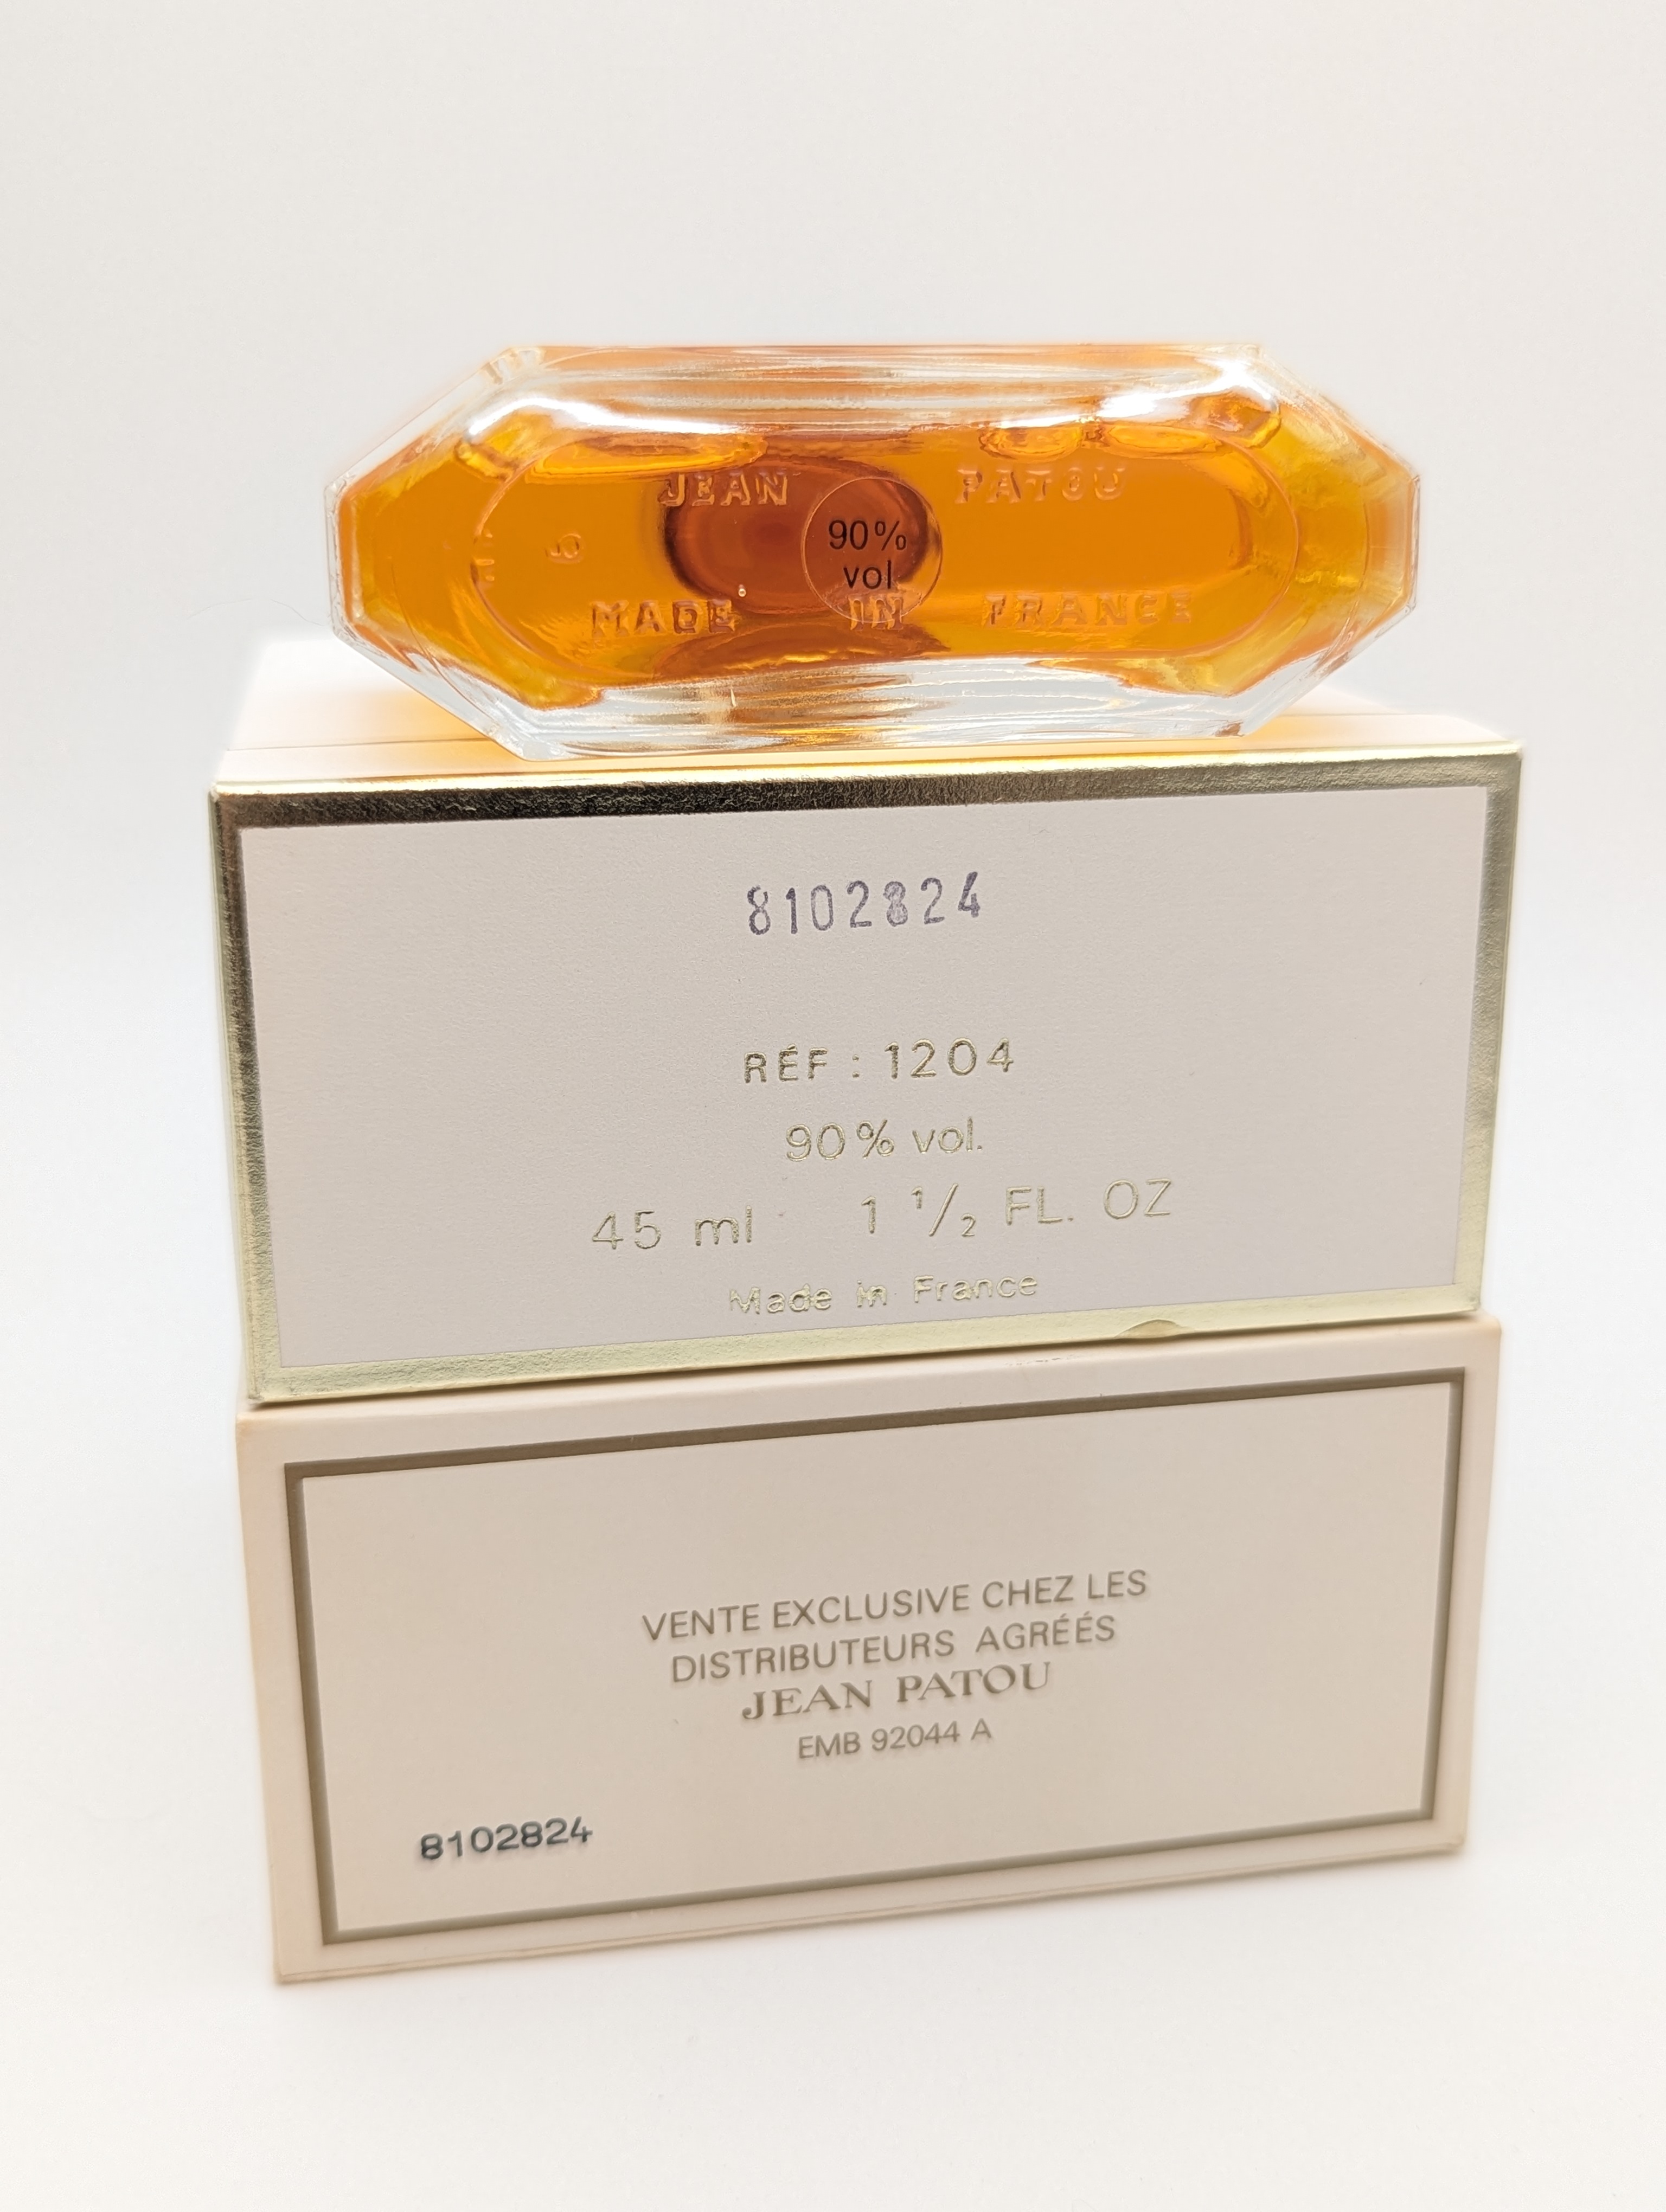 JEAN PATOU
90%
vol
MADE IN FRANCE
8102824
RÉF : 1204
90% vol.
45 ml 1 1/2 FL. OZ
Made in France
VENTE EXCLUSIVE CHEZ LES
DISTRIBUTEURS AGRÉÉS
JEAN PATOU
EMB 92044 A
8102824